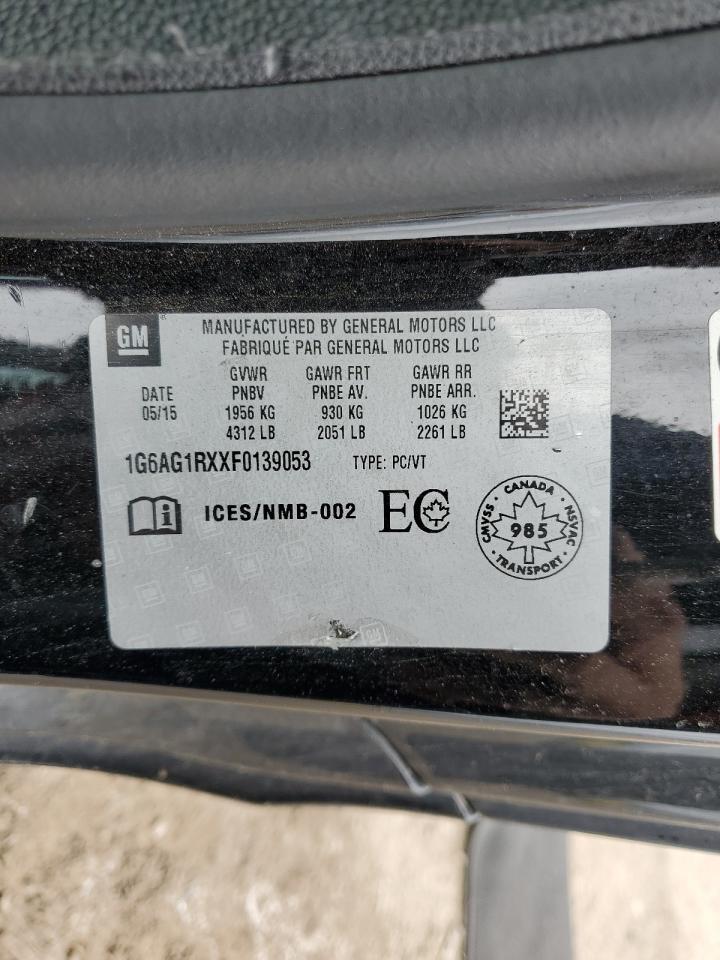 GM
MANUFACTURED BY GENERAL MOTORS LLC
FABRIQUÉ PAR GENERAL MOTORS LLC
GVWR GAWR FRT GAWR RR
DATE PNBV PNBE AV. PNBE ARR.
05/15 1956 KG 930 KG 1026 KG
4312 LB 2051 LB 2261 LB
1G6AG1RXXF0139053 TYPE: PC/VT
i ICES/NMB-002 EC
CANADA
CMVSS 985 NSVAC
TRANSPORT